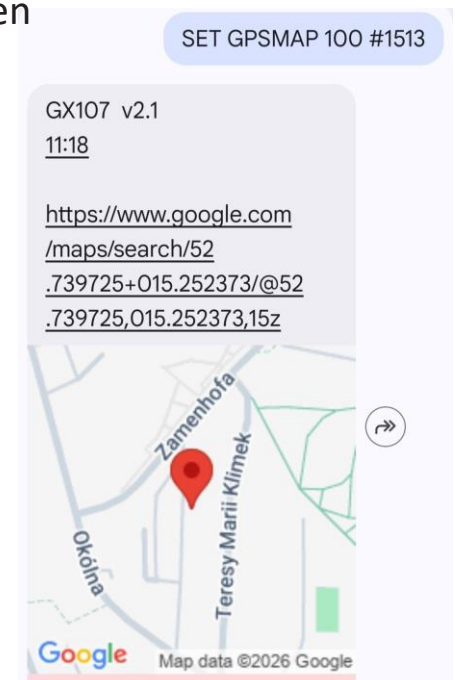 en
SET GPSMAP 100 #1513
GX107 v2.1
11:18
https://www.google.com
/maps/search/52
.739725+015.252373/@52
.739725,015.252373,15z
Zamenhofa
Teresy Marii Klimek
Okólna
Google
Map data ©2026 Google